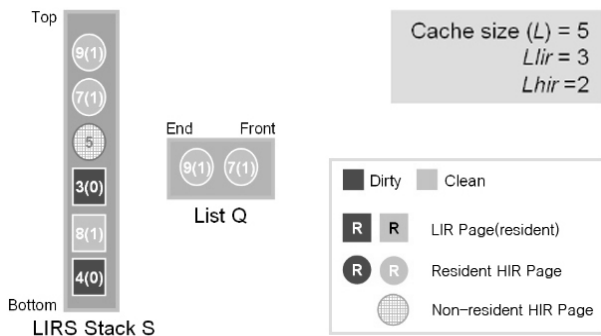 Top
9(1)
7(1)
5
3(0)
8(1)
4(0)
Bottom
LIRS Stack S
End Front
9(1) 7(1)
List Q
Cache size (L) = 5
Llir = 3
Lhir =2
Dirty Clean
R R LIR Page(resident)
R R Resident HIR Page
Non-resident HIR Page